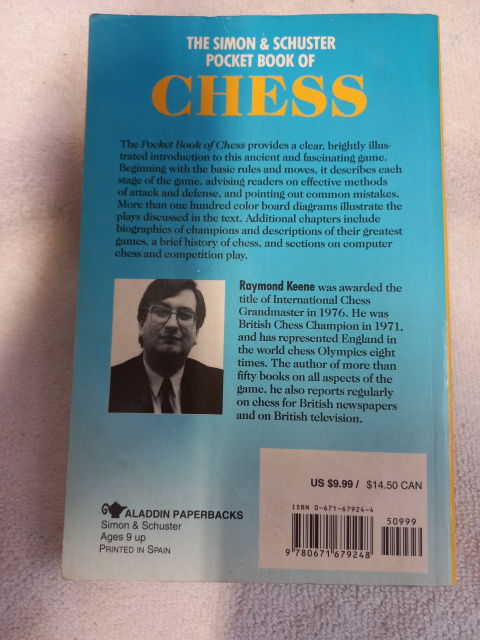 THE SIMON & SCHUSTER
POCKET BOOK OF
CHESS
The Pocket Book of Chess provides a clear, brightly illus-
trated introduction to this ancient and fascinating game.
Beginning with the basic rules and moves, it describes each
stage of the game, advising readers on effective methods
of attack and defense, and pointing out common mistakes.
More than one hundred color board diagrams illustrate the
plays discussed in the text. Additional chapters include
biographies of champions and descriptions of their greatest
games, a brief history of chess, and sections on computer
chess and competition play.
Raymond Keene was awarded the
title of International Chess
Grandmaster in 1976. He was
British Chess Champion in 1971,
and has represented England in
the world chess Olympics eight
times. The author of more than
fifty books on all aspects of the
game, he also reports regularly
on chess for British newspapers
and on British television.
ALADDIN PAPERBACKS
Simon & Schuster
Ages 9 up
PRINTED IN SPAIN
US $9.99 / $14.50 CAN
ISBN 0-671-67924-4
50999
9 780671 679248